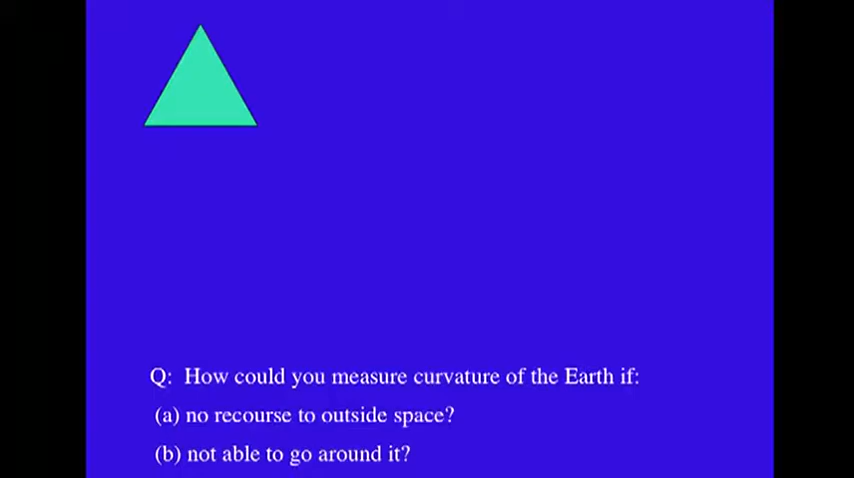 Q: How could you measure curvature of the Earth if:
(a) no recourse to outside space?
(b) not able to go around it?